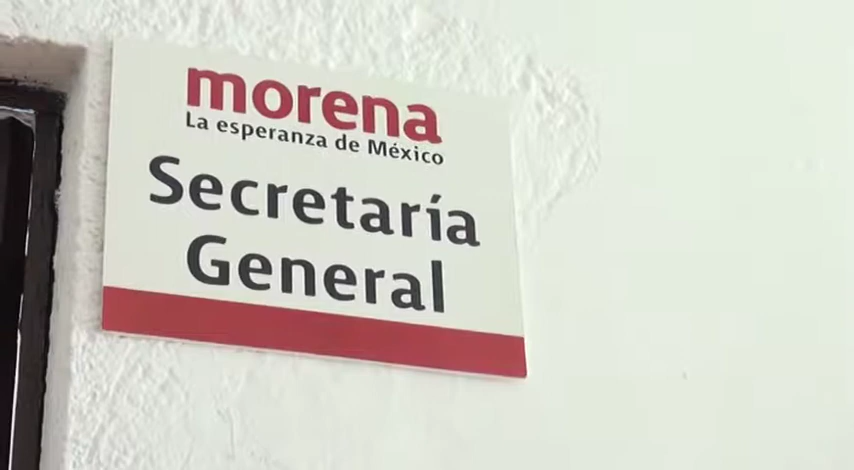 morena
La esperanza de México
Secretaría
General